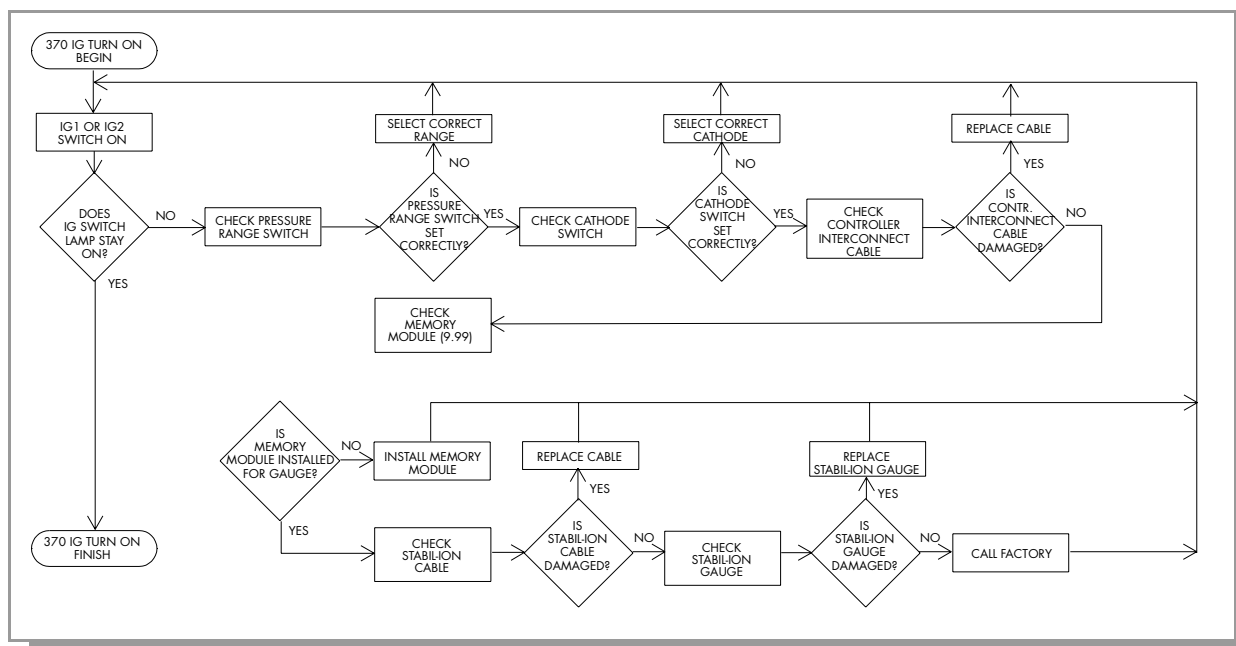 370 IG TURN ON
BEGIN
IG1 OR IG2
SWITCH ON
DOES
IG SWITCH
LAMP STAY
ON?
NO
YES
CHECK PRESSURE
RANGE SWITCH
SELECT CORRECT
RANGE
NO
IS
PRESSURE
RANGE SWITCH
SET
CORRECTLY?
YES
CHECK CATHODE
SWITCH
SELECT CORRECT
CATHODE
NO
IS
CATHODE
SWITCH
SET
CORRECTLY?
YES
CHECK
CONTROLLER
INTERCONNECT
CABLE
REPLACE CABLE
YES
IS
CONTR.
INTERCONNECT
CABLE
DAMAGED?
NO
CHECK
MEMORY
MODULE (9.99)
IS
MEMORY
MODULE INSTALLED
FOR GAUGE?
NO
INSTALL MEMORY
MODULE
YES
CHECK
STABIL-ION
CABLE
REPLACE CABLE
YES
IS
STABIL-ION
CABLE
DAMAGED?
NO
CHECK
STABIL-ION
GAUGE
REPLACE
STABIL-ION GAUGE
YES
IS
STABIL-ION
GAUGE
DAMAGED?
NO
CALL FACTORY
370 IG TURN ON
FINISH